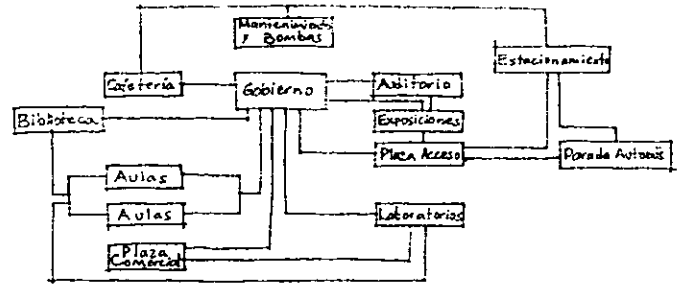 Mantenimiento
y Bombas
Estacionamiento
Cafetería
Gobierno
Auditorio
Biblioteca
Exposiciones
Plaza Acceso
Parada Autobús
Aulas
Aulas
Laboratorios
Plaza
Comercial